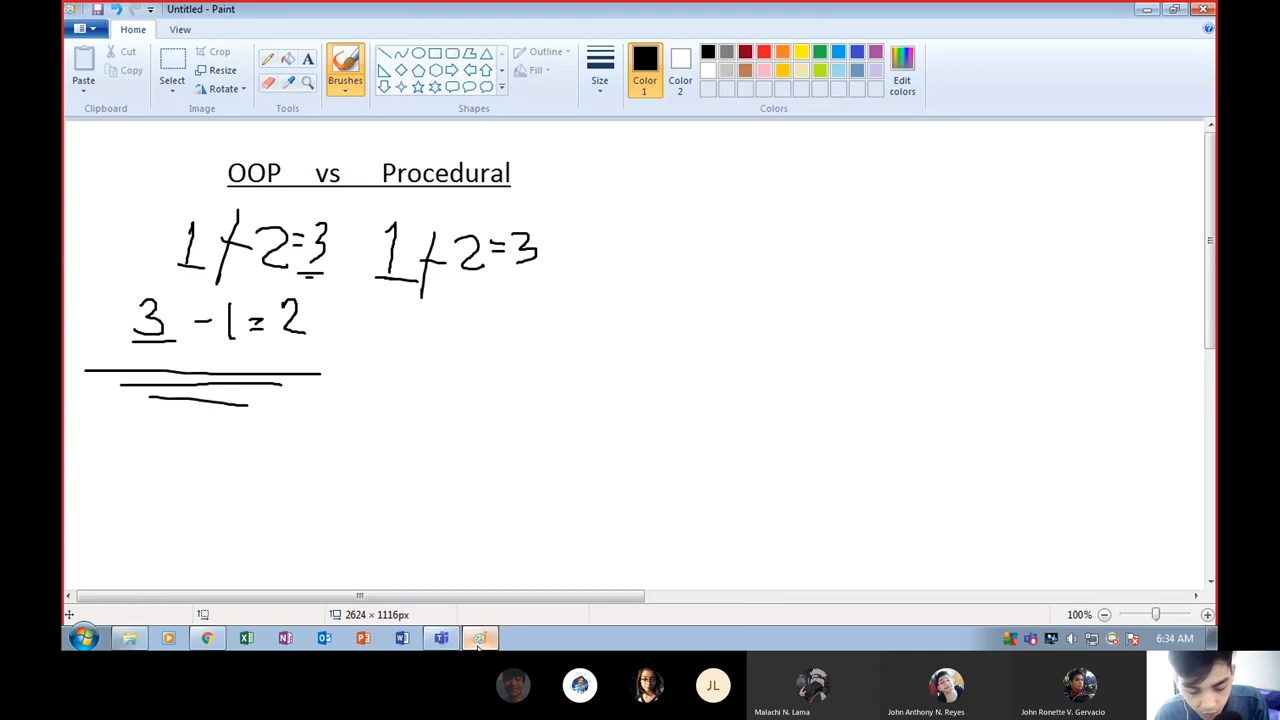 Untitled - Paint
Home View
Paste
Cut
Copy
Clipboard
Select
Crop
Resize
Rotate
Image
A
Tools
Brushes
Outline
Fill
Shapes
Size
Color 1
Color 2
Edit colors
Colors
OOP vs Procedural
1 + 2 = 3 1 + 2 = 3
3 - 1 = 2
2624 × 1116px
100%
6:34 AM
JL
Malachi N. Lama
John Anthony N. Reyes
John Ronette V. Gervacio